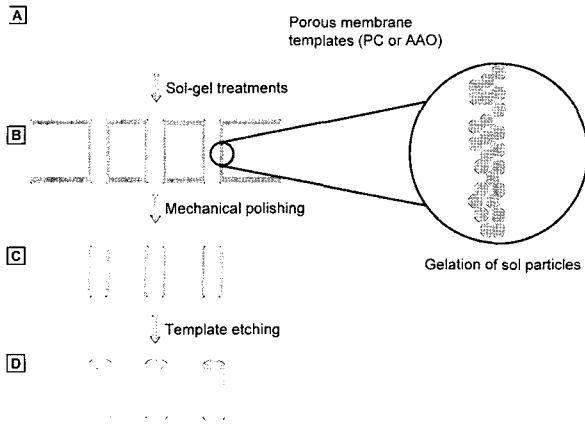 A
Porous membrane
templates (PC or AAO)
Sol-gel treatments
B
Mechanical polishing
Gelation of sol particles
C
Template etching
D